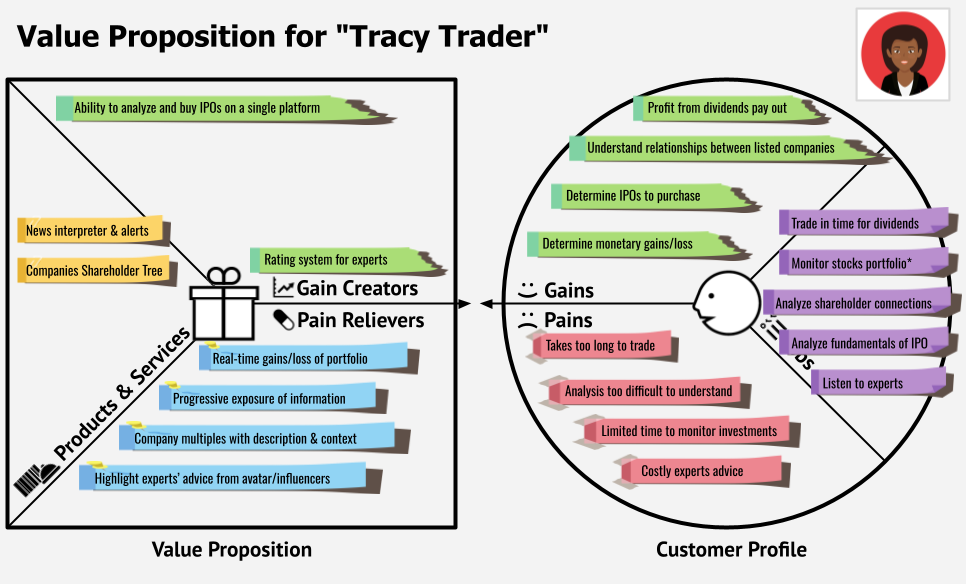 Value Proposition for "Tracy Trader"
Ability to analyze and buy IPOs on a single platform
News interpreter & alerts
Companies Shareholder Tree
Rating system for experts
Gain Creators
Pain Relievers
Products & Services
Real-time gains/loss of portfolio
Progressive exposure of information
Company multiples with description & context
Highlight experts' advice from avatar/influencers
Value Proposition
Profit from dividends pay out
Understand relationships between listed companies
Determine IPOs to purchase
Determine monetary gains/loss
Gains
Pains
Takes too long to trade
Analysis too difficult to understand
Limited time to monitor investments
Costly experts advice
Trade in time for dividends
Monitor stocks portfolio*
Analyze shareholder connections
Analyze fundamentals of IPO
Listen to experts
Customer Profile